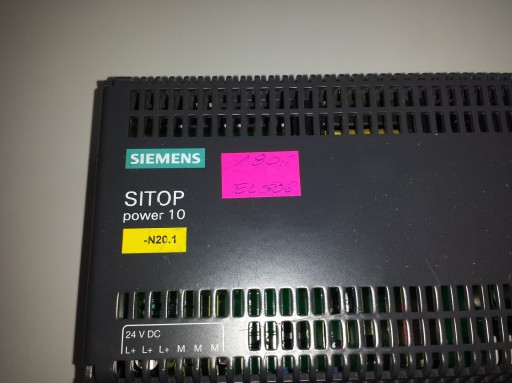 SIEMENS
SITOP
power 10
-N20.1
24 V DC
L+ L+ L+ M M M